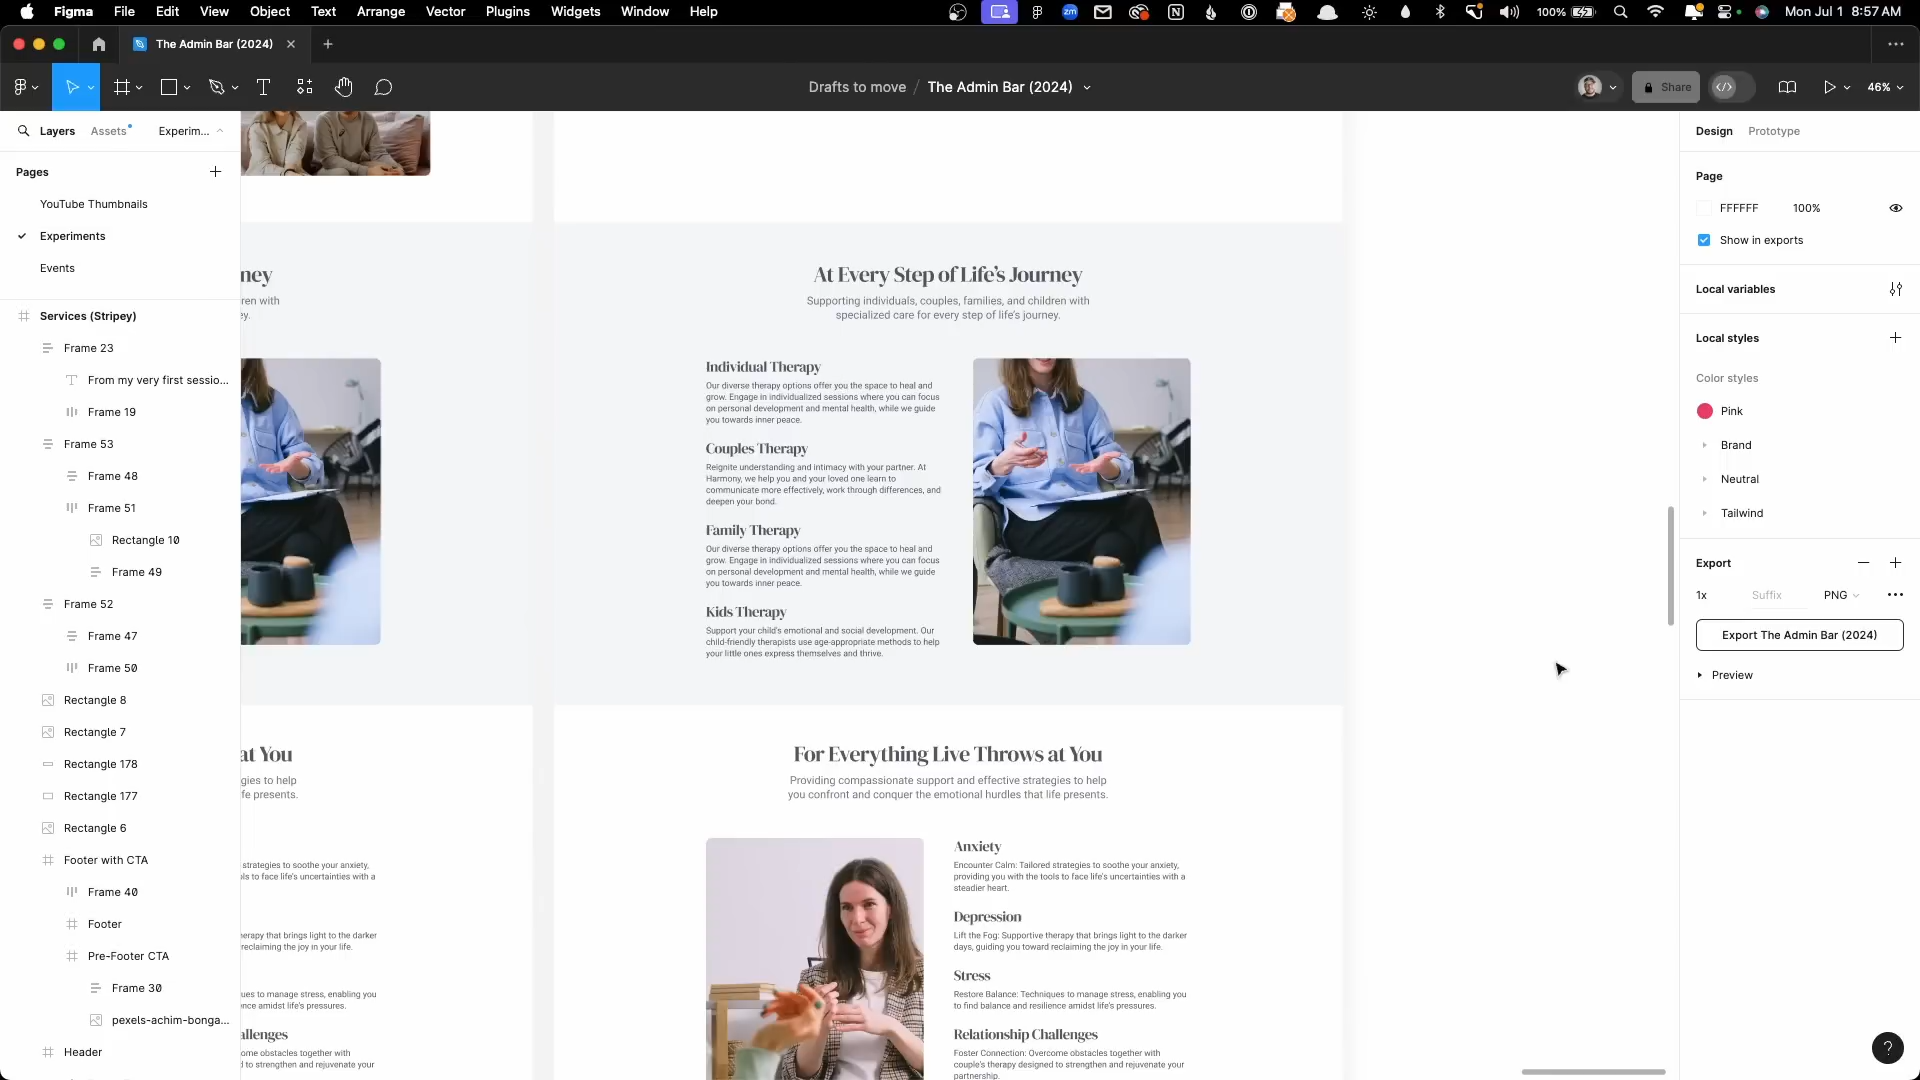 Figma File Edit View Object Text Arrange Vector Plugins Widgets Window Help
zm
100%
Mon Jul 1 8:57 AM
The Admin Bar (2024)
Drafts to move / The Admin Bar (2024)
Share
46%
Layers Assets Experim...
Pages
YouTube Thumbnails
Experiments
Events
Services (Stripey)
Frame 23
From my very first sessio...
Frame 19
Frame 53
Frame 48
Frame 51
Rectangle 10
Frame 49
Frame 52
Frame 47
Frame 50
Rectangle 8
Rectangle 7
Rectangle 178
Rectangle 177
Rectangle 6
Footer with CTA
Frame 40
Footer
Pre-Footer CTA
Frame 30
pexels-achim-bonga...
Header
ney
ren with
ey.
at You
gies to help
fe presents.
strategies to soothe your anxiety,
ols to face life's uncertainties with a
herapy that brings light to the darker
reclaiming the joy in your life.
ues to manage stress, enabling you
nce amidst life's pressures.
allenges
ome obstacles together with
d to strengthen and rejuvenate your
At Every Step of Life's Journey
Supporting individuals, couples, families, and children with
specialized care for every step of life's journey.
Individual Therapy
Our diverse therapy options offer you the space to heal and
grow. Engage in individualized sessions where you can focus
on personal development and mental health, while we guide
you towards inner peace.
Couples Therapy
Reignite understanding and intimacy with your partner. At
Harmony, we help you and your loved one learn to
communicate more effectively, work through differences, and
deepen your bond.
Family Therapy
Our diverse therapy options offer you the space to heal and
grow. Engage in individualized sessions where you can focus
on personal development and mental health, while we guide
you towards inner peace.
Kids Therapy
Support your child's emotional and social development. Our
child-friendly therapists use age-appropriate methods to help
your little ones express themselves and thrive.
For Everything Live Throws at You
Providing compassionate support and effective strategies to help
you confront and conquer the emotional hurdles that life presents.
Anxiety
Encounter Calm: Tailored strategies to soothe your anxiety,
providing you with the tools to face life's uncertainties with a
steadier heart.
Depression
Lift the Fog: Supportive therapy that brings light to the darker
days, guiding you toward reclaiming the joy in your life.
Stress
Restore Balance: Techniques to manage stress, enabling you
to find balance and resilience amidst life's pressures.
Relationship Challenges
Foster Connection: Overcome obstacles together with
couple's therapy designed to strengthen and rejuvenate your
partnership.
Design Prototype
Page
FFFFFF 100%
Show in exports
Local variables
Local styles
Color styles
Pink
Brand
Neutral
Tailwind
Export
1x Suffix PNG
Export The Admin Bar (2024)
Preview
?